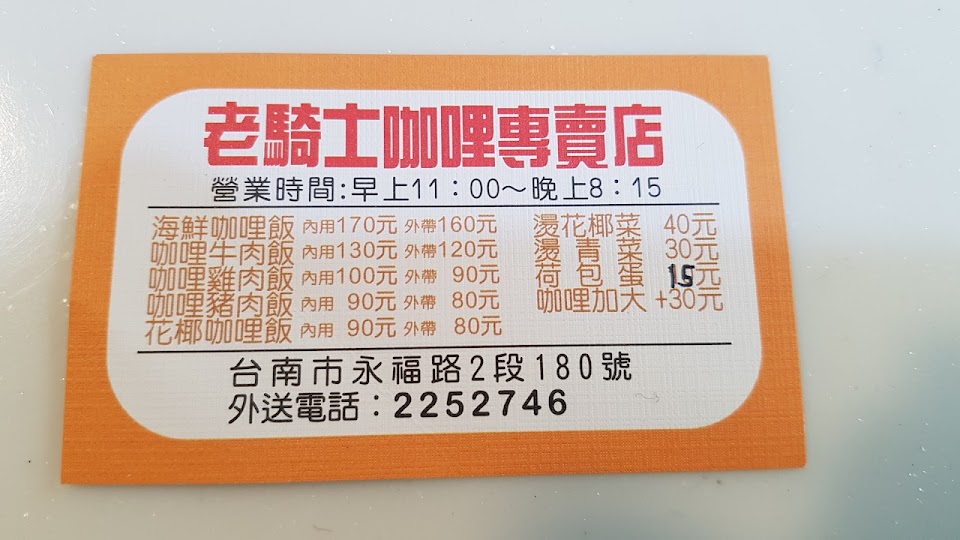 老騎士咖哩專賣店
營業時間:早上11:00～晚上8:15
海鮮咖哩飯 內用170元 外帶160元 燙花椰菜 40元
咖哩牛肉飯 內用130元 外帶120元 燙青菜 30元
咖哩雞肉飯 內用100元 外帶 90元 荷包蛋 15元
咖哩豬肉飯 內用 90元 外帶 80元 咖哩加大 +30元
花椰咖哩飯 內用 90元 外帶 80元
台南市永福路2段180號
外送電話:2252746